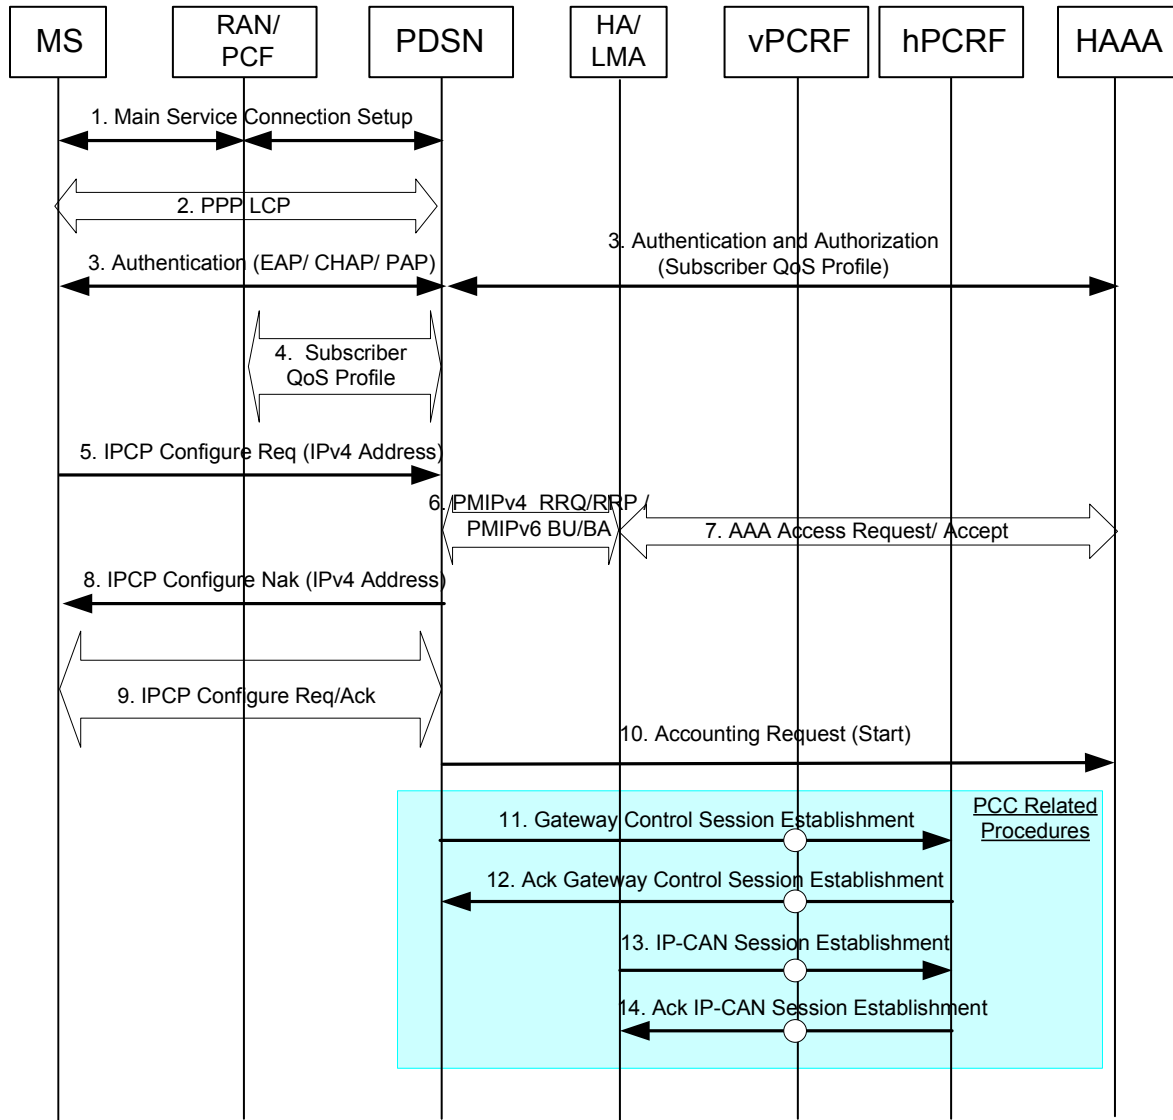 MS
RAN/
PCF
PDSN
HA/
LMA
vPCRF
hPCRF
HAAA
1. Main Service Connection Setup
2. PPP LCP
3. Authentication (EAP/ CHAP/ PAP)
3. Authentication and Authorization
(Subscriber QoS Profile)
4. Subscriber
QoS Profile
5. IPCP Configure Req (IPv4 Address)
6. PMIPv4 RRQ/RRP /
PMIPv6 BU/BA
7. AAA Access Request/ Accept
8. IPCP Configure Nak (IPv4 Address)
9. IPCP Configure Req/Ack
10. Accounting Request (Start)
PCC Related
Procedures
11. Gateway Control Session Establishment
12. Ack Gateway Control Session Establishment
13. IP-CAN Session Establishment
14. Ack IP-CAN Session Establishment